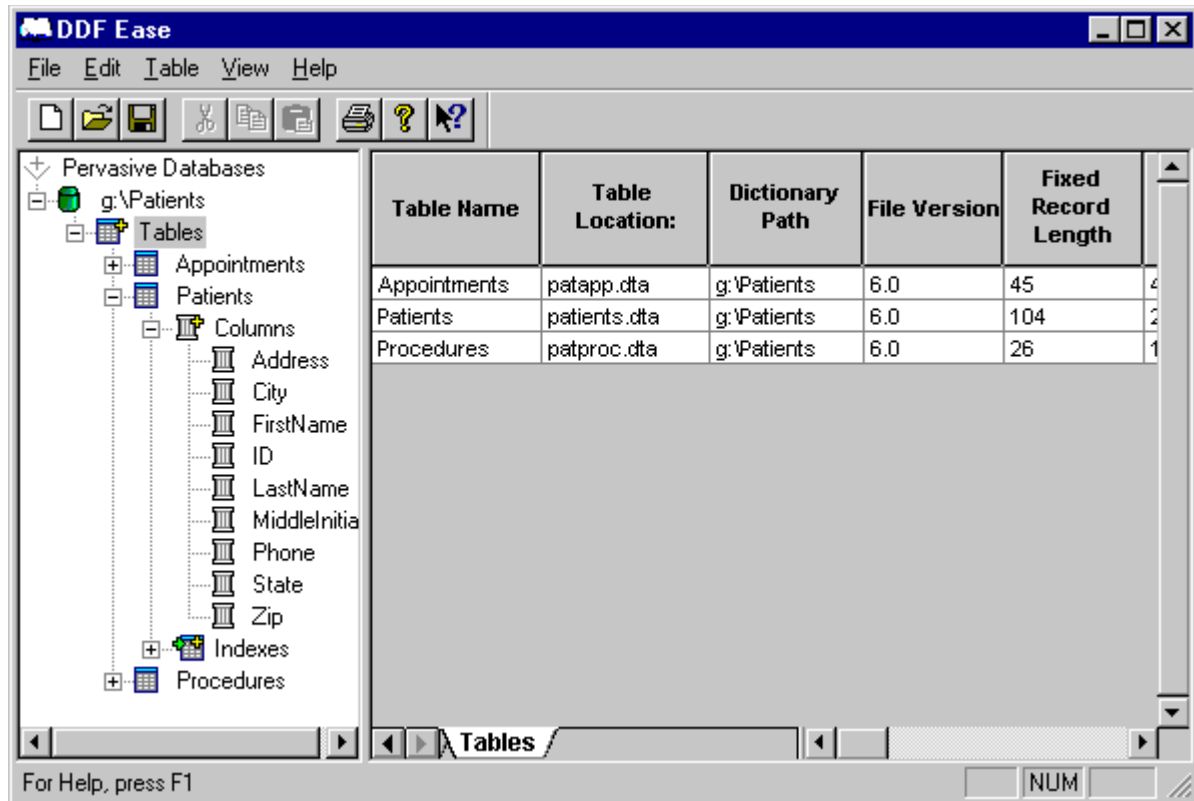 DDF Ease
File Edit Table View Help
Pervasive Databases
g:\Patients
Tables
Appointments
Patients
Columns
Address
City
FirstName
ID
LastName
MiddleInitia
Phone
State
Zip
Indexes
Procedures
Table Name Table Location: Dictionary Path File Version Fixed Record Length
Appointments patapp.dta g:\Patients 6.0 45
Patients patients.dta g:\Patients 6.0 104 2
Procedures patproc.dta g:\Patients 6.0 26 1
Tables
For Help, press F1 NUM